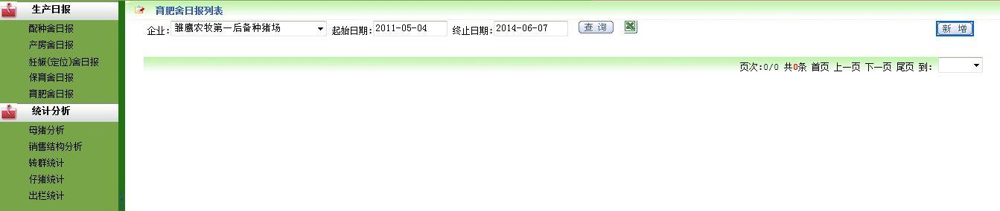 生产日报
配种舍日报
产房舍日报
妊娠(定位)舍日报
保育舍日报
育肥舍日报
统计分析
母猪分析
销售结构分析
转群统计
仔猪统计
出栏统计
育肥舍日报列表
企业: 雏鹰农牧第一后备种猪场 起始日期: 2011-05-04 终止日期: 2014-06-07 查 询 新 增
页次:0/0 共0条 首页 上一页 下一页 尾页 到: